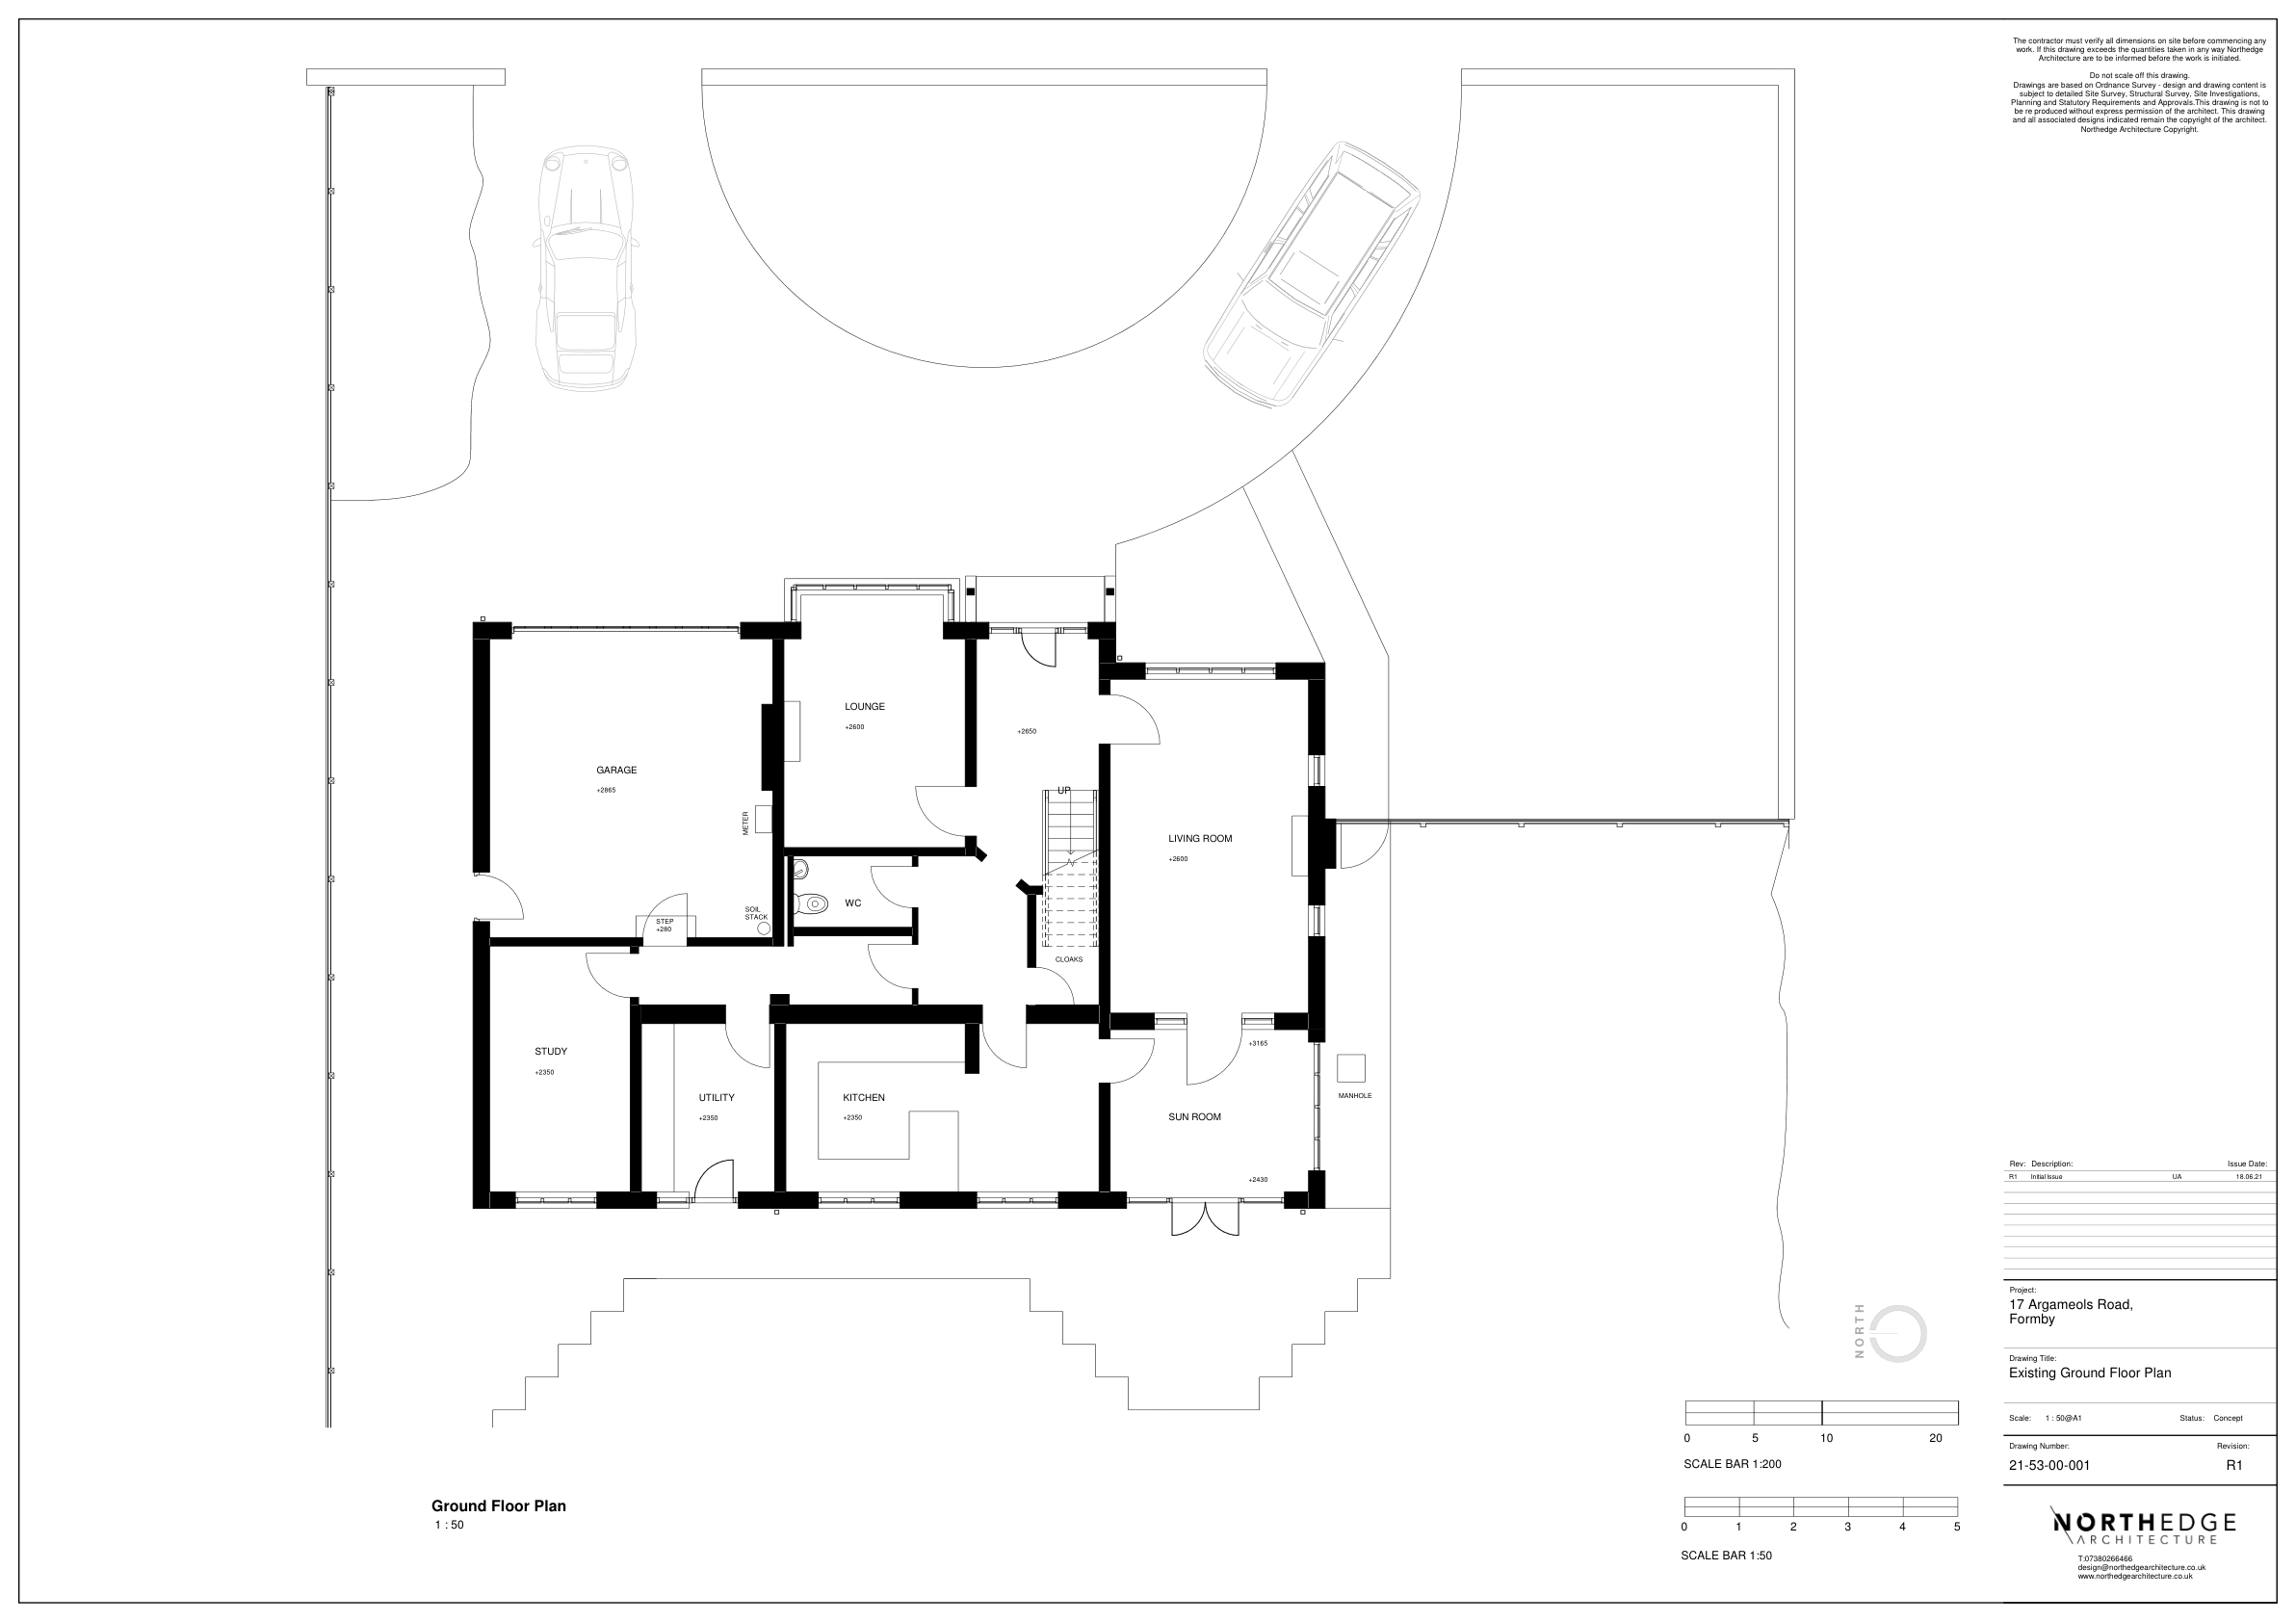 The contractor must verify all dimensions on site before commencing any
work. If this drawing exceeds the quantities taken in any way Northedge
Architecture are to be informed before the work is initiated.
Do not scale off this drawing.
Drawings are based on Ordnance Survey - design and drawing content is
subject to detailed Site Survey, Structural Survey, Site Investigations,
Planning and Statutory Requirements and Approvals.This drawing is not to
be re produced without express permission of the architect. This drawing
and all associated designs indicated remain the copyright of the architect.
Northedge Architecture Copyright.
LOUNGE
+2600
+2650
GARAGE
+2865
UP
METER
LIVING ROOM
+2600
WC
SOIL
STACK
STEP
+280
CLOAKS
STUDY
+2350
+3165
UTILITY
+2350
KITCHEN
+2350
MANHOLE
SUN ROOM
+2430
Rev: Description: Issue Date:
R1 Initial Issue UA 18.06.21
Project:
17 Argameols Road,
Formby
NORTH
Drawing Title:
Existing Ground Floor Plan
Scale: 1 : 50@A1 Status: Concept
0 5 10 20
SCALE BAR 1:200
Drawing Number: Revision:
21-53-00-001 R1
Ground Floor Plan
1 : 50
0 1 2 3 4 5
SCALE BAR 1:50
NORTHEDGE
ARCHITECTURE
T:07380266466
design@northedgearchitecture.co.uk
www.northedgearchitecture.co.uk